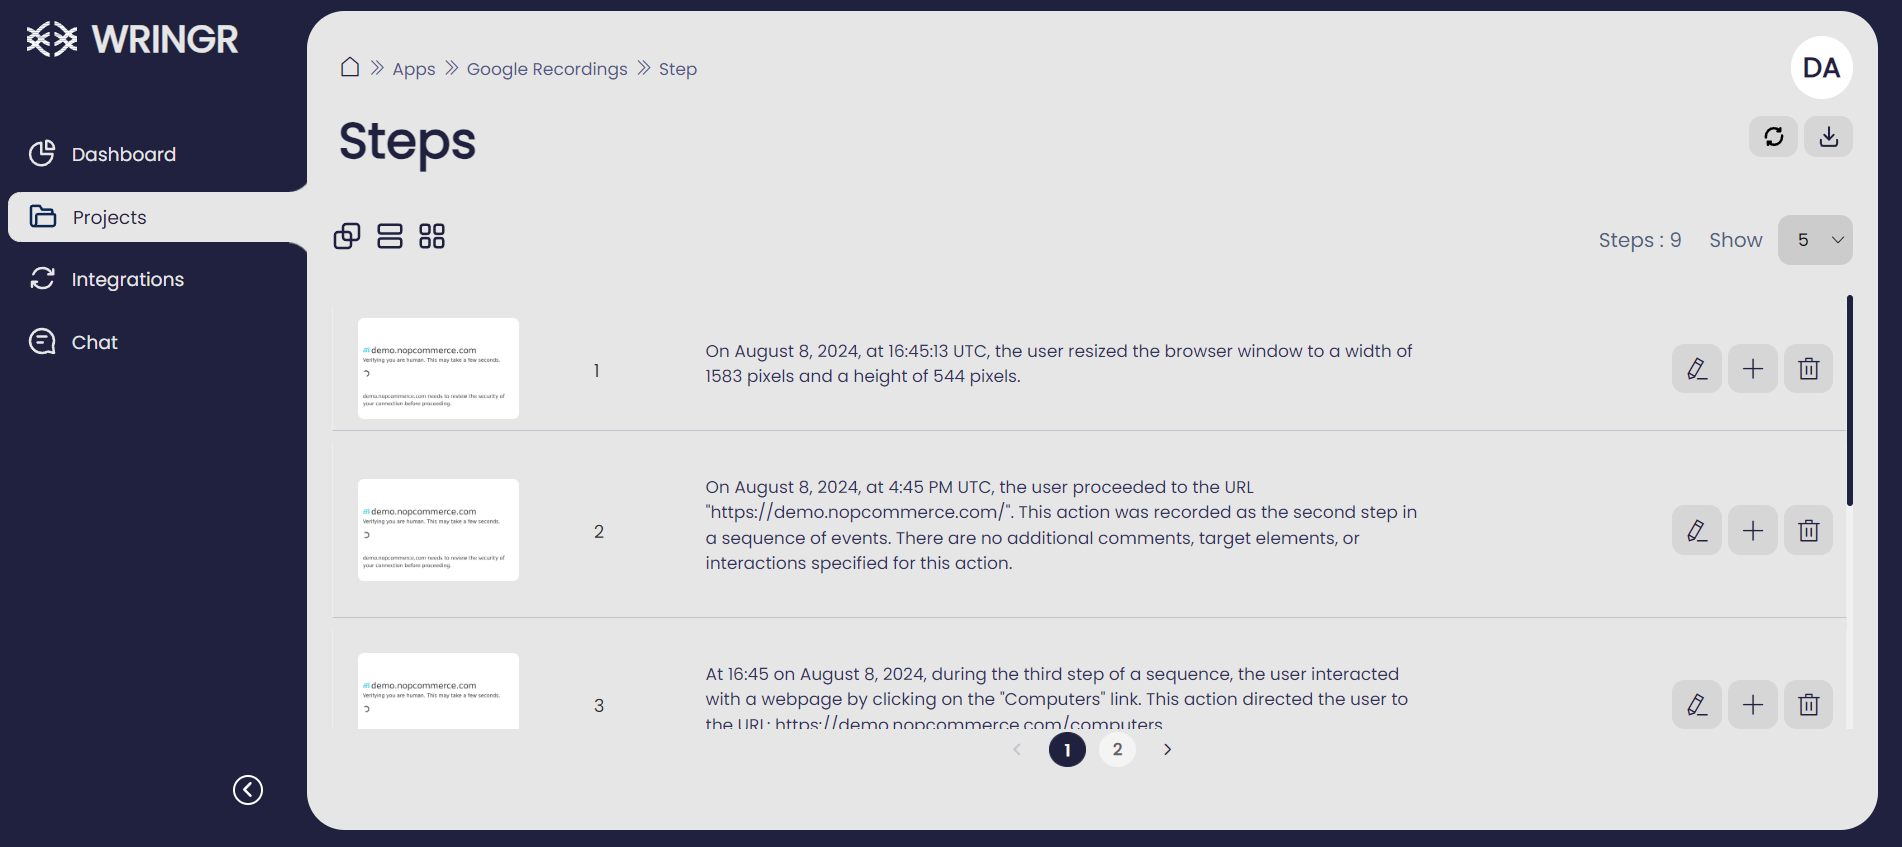 WRINGR
Dashboard
Projects
Integrations
Chat
Apps
Google Recordings
Step
DA
Steps
Steps : 9
Show
5
demo.nopcommerce.com
Verifying you are human. This may take a few seconds.
demo.nopcommerce.com needs to review the security of
your connection before proceeding.
1
On August 8, 2024, at 16:45:13 UTC, the user resized the browser window to a width of
1583 pixels and a height of 544 pixels.
demo.nopcommerce.com
Verifying you are human. This may take a few seconds.
demo.nopcommerce.com needs to review the security of
your connection before proceeding.
2
On August 8, 2024, at 4:45 PM UTC, the user proceeded to the URL
"https://demo.nopcommerce.com/". This action was recorded as the second step in
a sequence of events. There are no additional comments, target elements, or
interactions specified for this action.
demo.nopcommerce.com
Verifying you are human. This may take a few seconds.
3
At 16:45 on August 8, 2024, during the third step of a sequence, the user interacted
with a webpage by clicking on the "Computers" link. This action directed the user to
the URL: https://demo.nopcommerce.com/computers
1
2